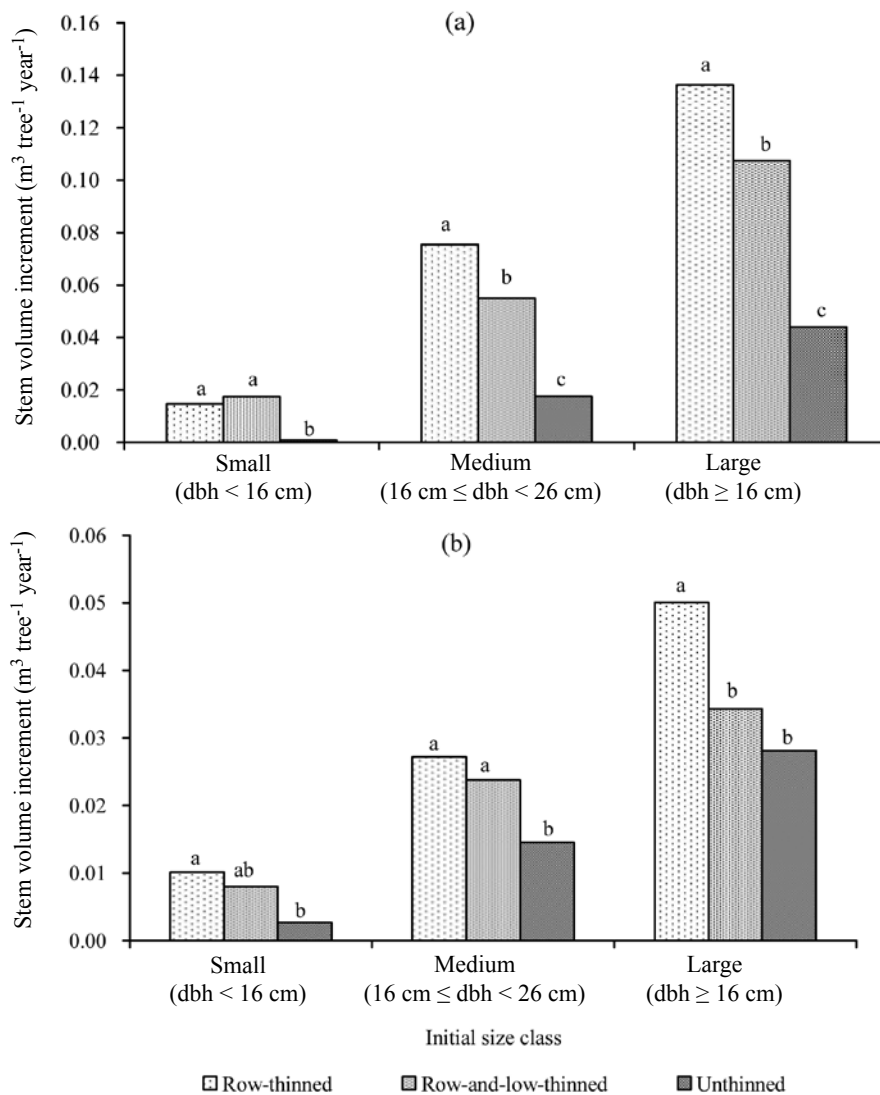 (a)
Stem volume increment (m³ tree⁻¹ year⁻¹)
0.16
0.14
0.12
0.10
0.08
0.06
0.04
0.02
0.00
a a b
a b c
a b c
Small Medium Large
(dbh < 16 cm) (16 cm ≤ dbh < 26 cm) (dbh ≥ 16 cm)
(b)
Stem volume increment (m³ tree⁻¹ year⁻¹)
0.06
0.05
0.04
0.03
0.02
0.01
0.00
a ab b
a a b
a b b
Small Medium Large
(dbh < 16 cm) (16 cm ≤ dbh < 26 cm) (dbh ≥ 16 cm)
Initial size class
Row-thinned Row-and-low-thinned Unthinned